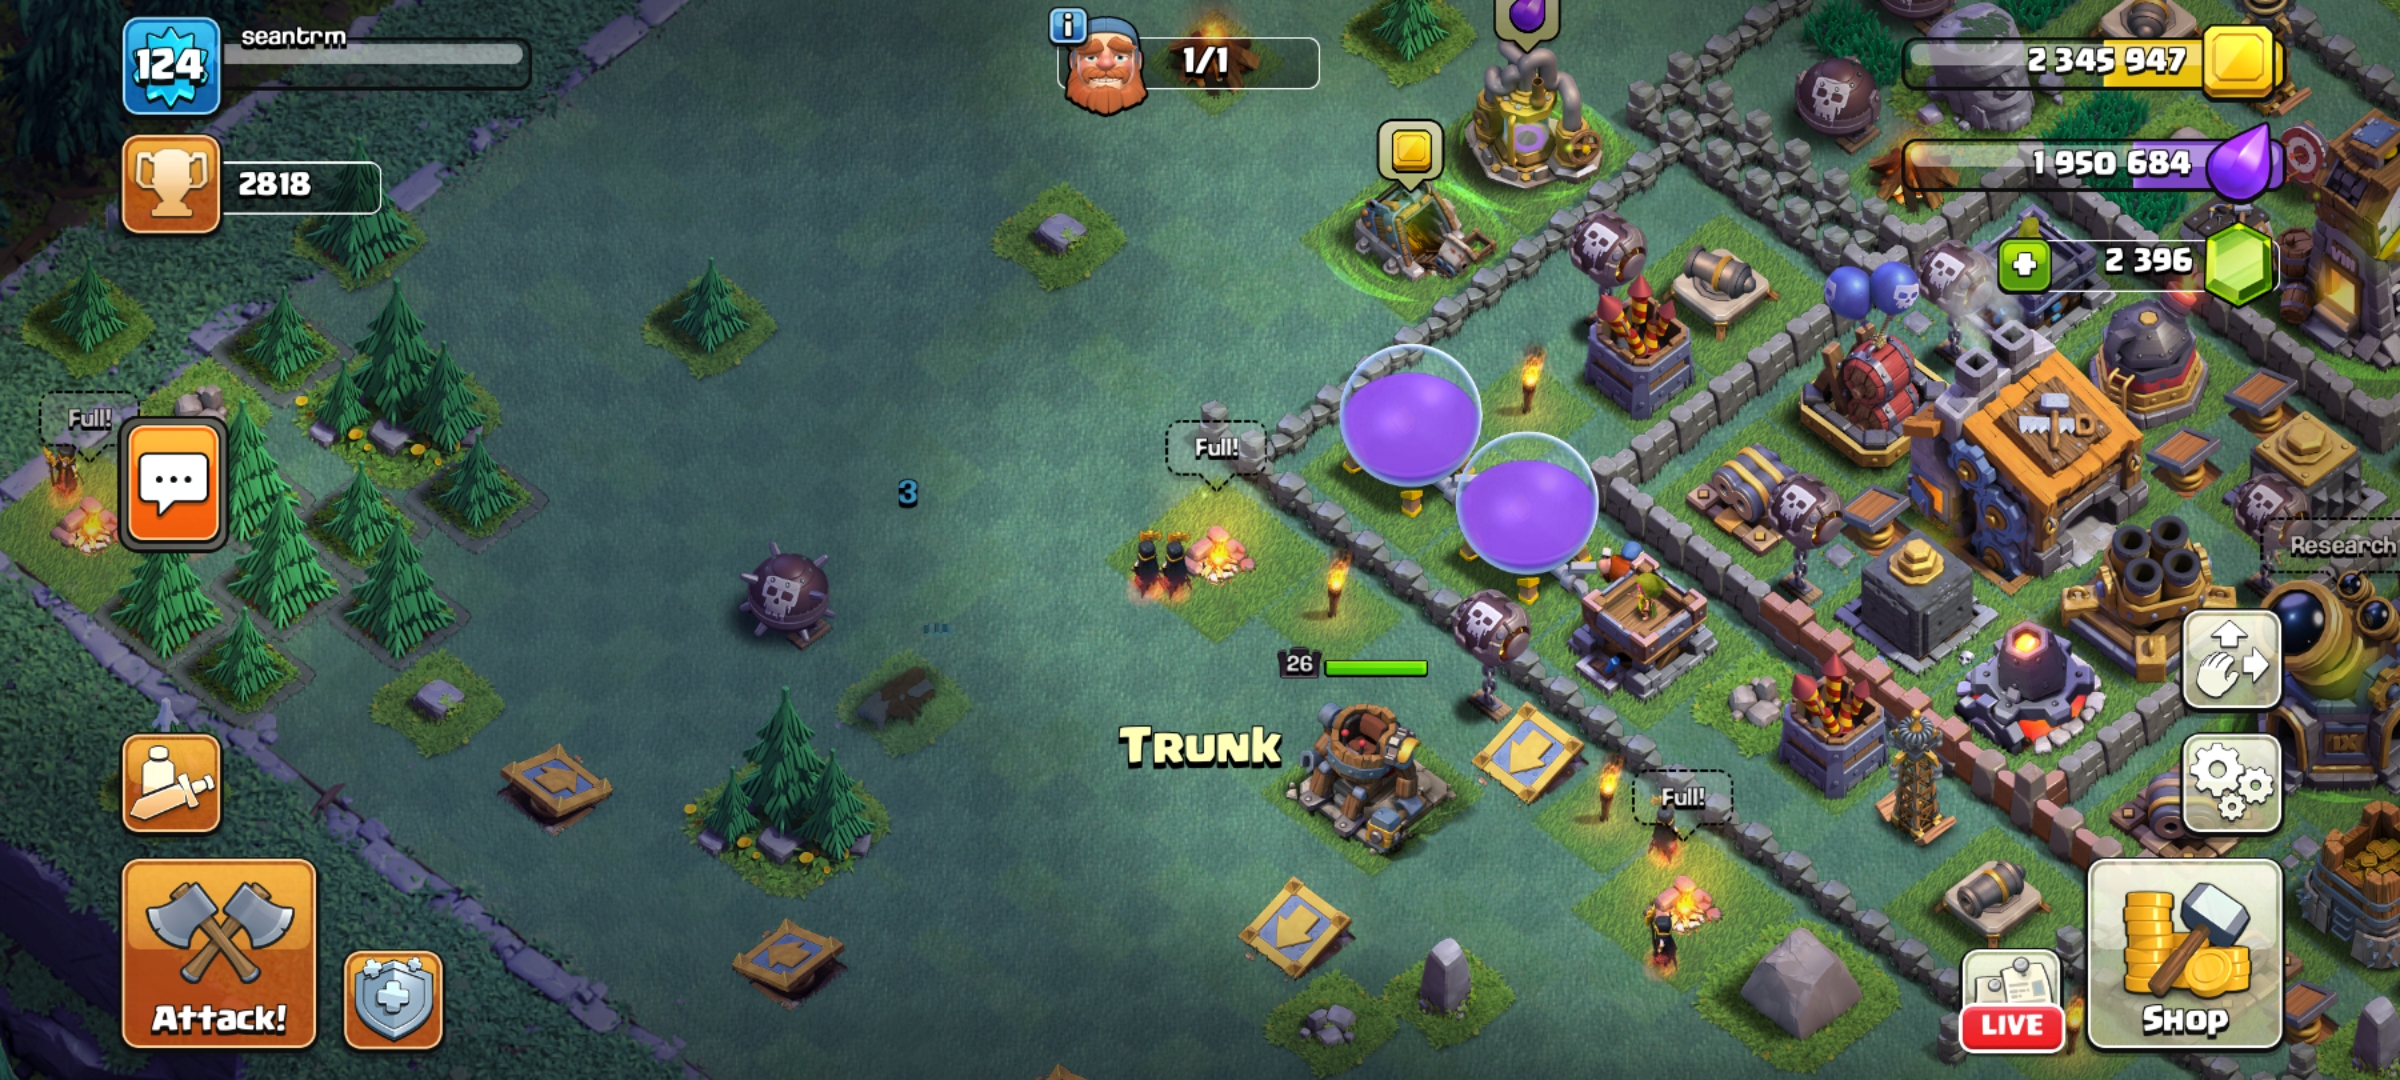 124
seantrm
i
1/1
2 345 947
2818
1 950 684
2 396
Full!
Full!
3
Research
26
Trunk
Full!
Attack!
LIVE
Shop